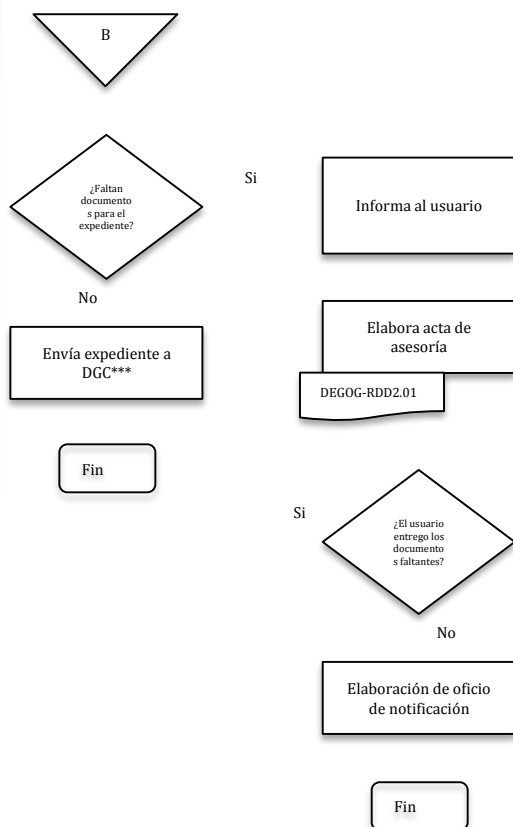 B
¿Faltan
documento
s para el
expediente?
Si
Informa al usuario
No
Envía expediente a
DGC***
Elabora acta de
asesoría
DEGOG-RDD2.01
Fin
Si
¿El usuario
entrego los
documento
s faltantes?
No
Elaboración de oficio
de notificación
Fin